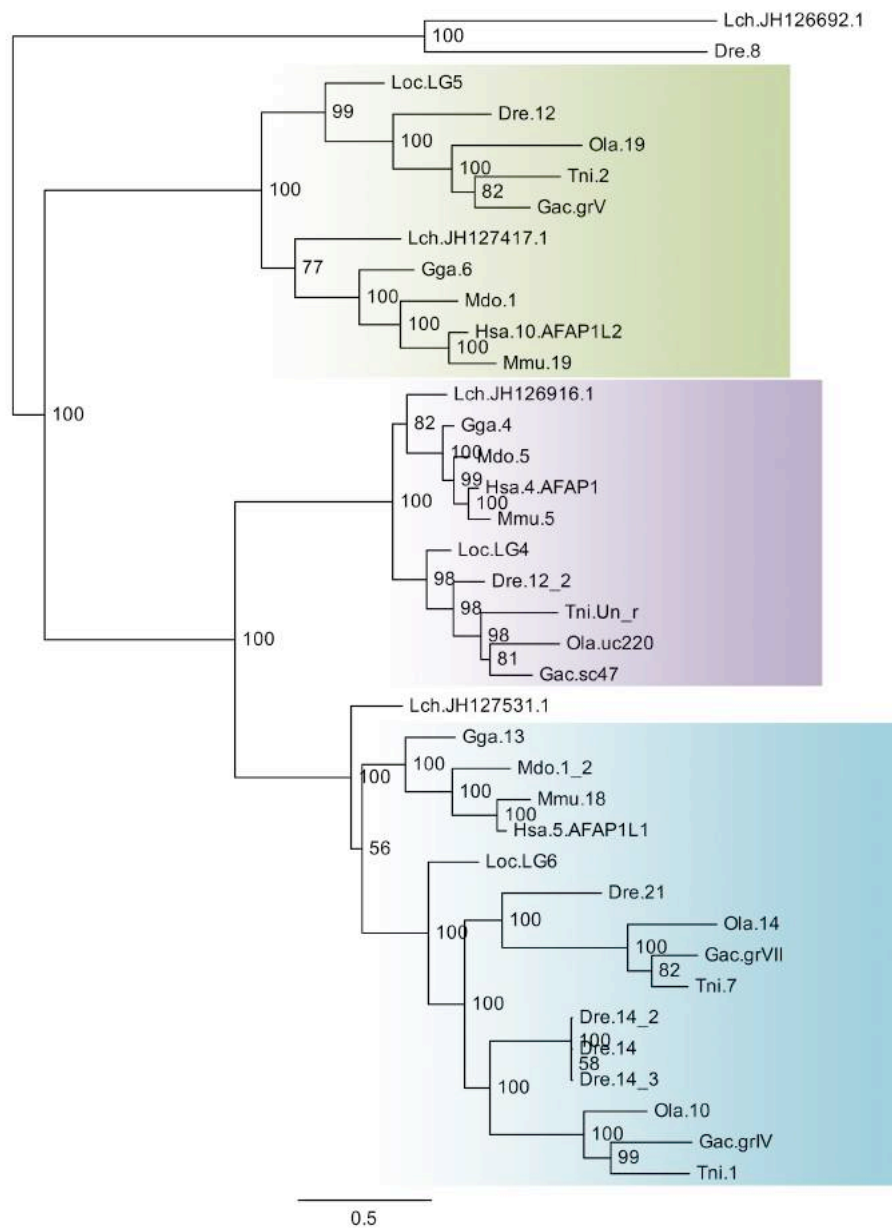 Lch.JH126692.1
100
Dre.8
Loc.LG5
99
Dre.12
100
Ola.19
100
Tni.2
82
Gac.grV
100
Lch.JH127417.1
77
Gga.6
100
Mdo.1
100
Hsa.10.AFAP1L2
100
Mmu.19
100
Lch.JH126916.1
82
Gga.4
100
Mdo.5
99
Hsa.4.AFAP1
100
Mmu.5
100
Loc.LG4
98
Dre.12_2
98
Tni.Un_r
98
Ola.uc220
81
Gac.sc47
100
Lch.JH127531.1
Gga.13
100
100
Mdo.1_2
100
Mmu.18
100
Hsa.5.AFAP1L1
56
Loc.LG6
Dre.21
100
Ola.14
100
100
Gac.grVII
82
Tni.7
100
Dre.14_2
100
Dre.14
58
Dre.14_3
100
Ola.10
100
Gac.grIV
99
Tni.1
0.5